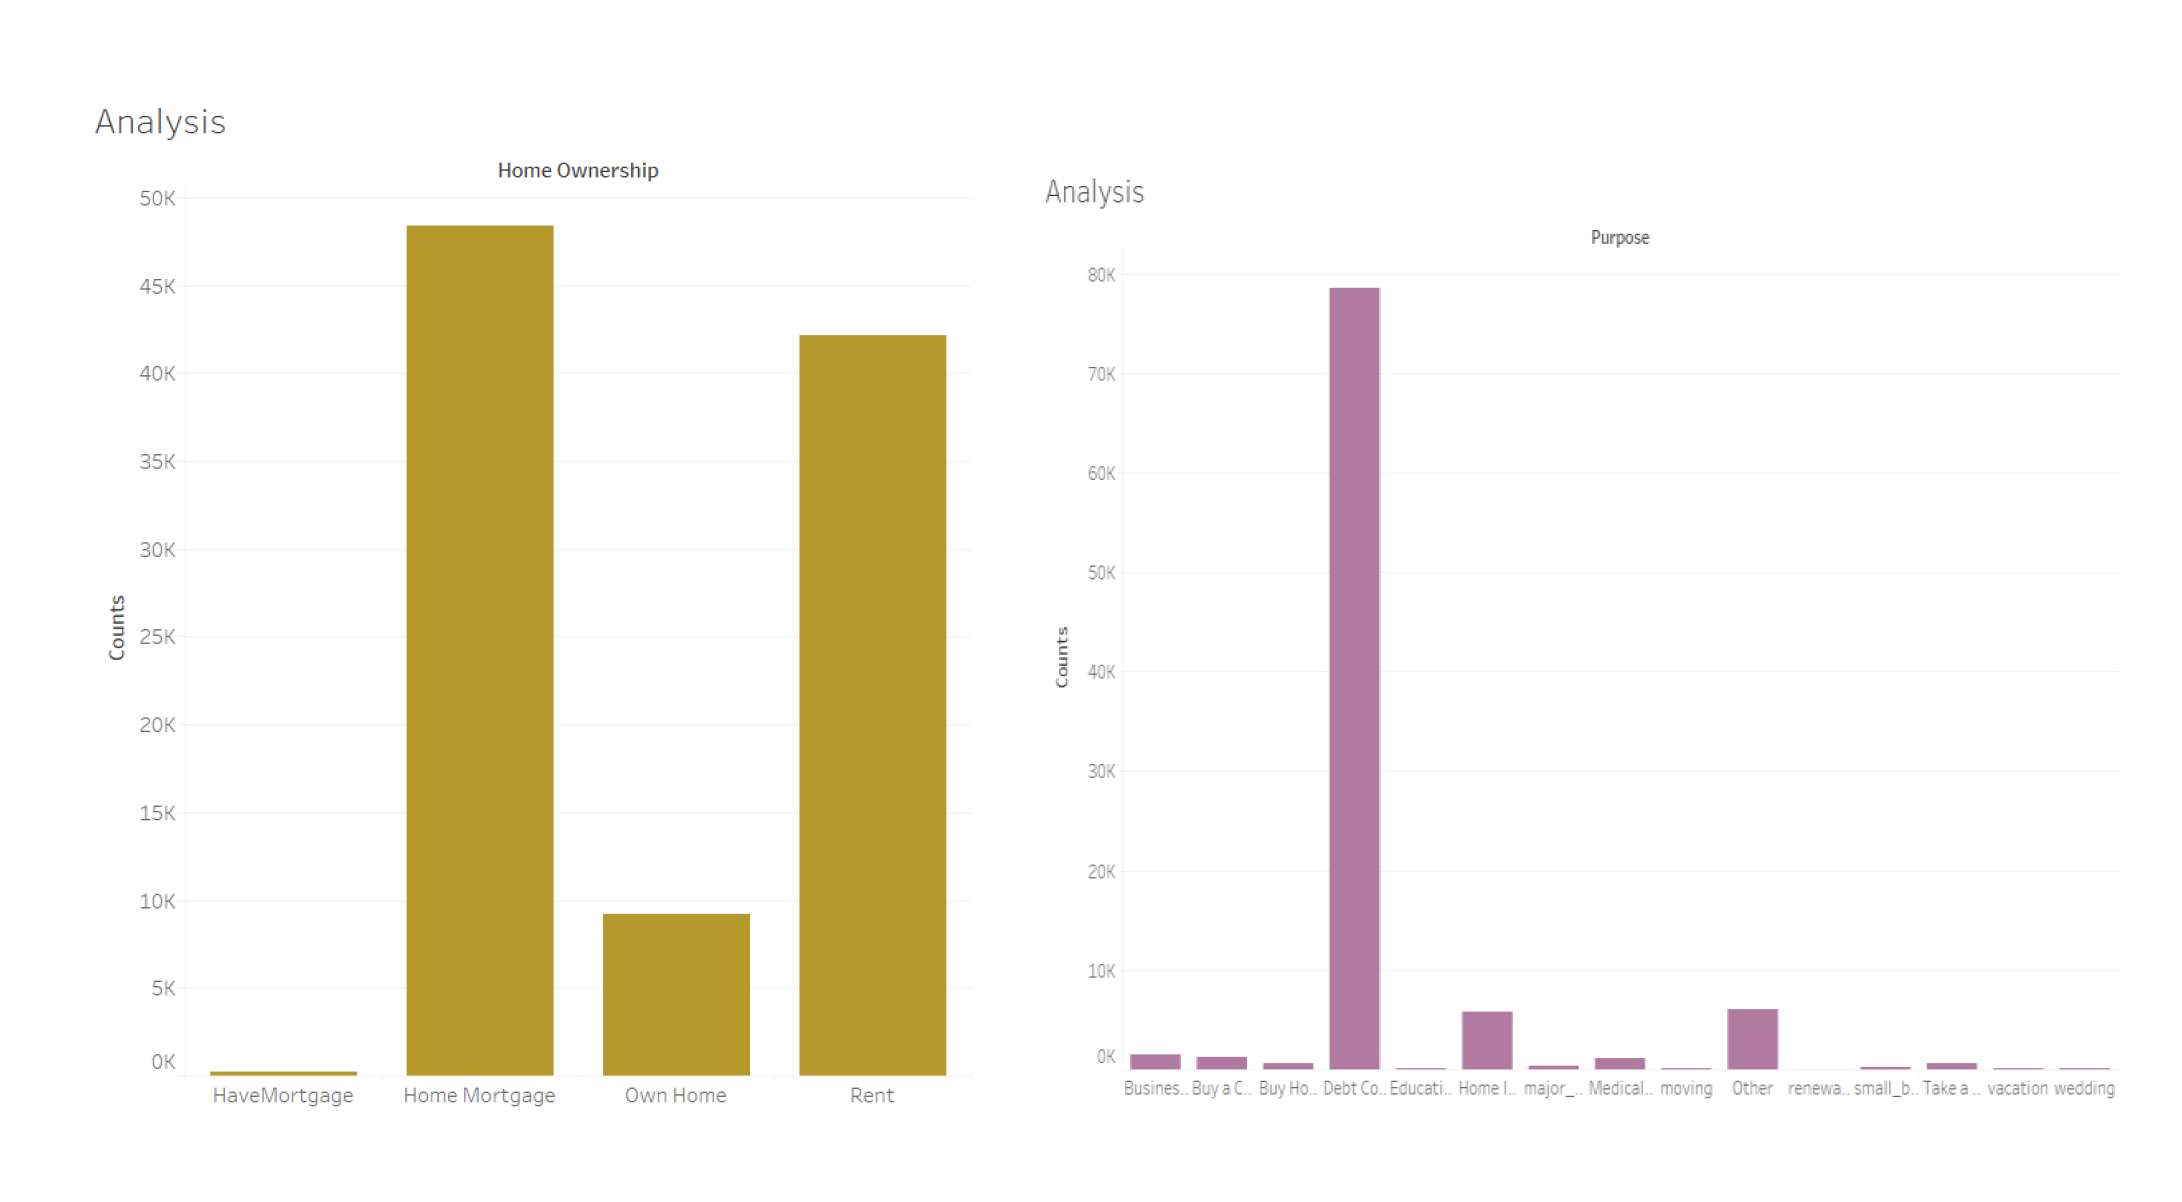 Analysis
Home Ownership
50K
45K
40K
35K
30K
25K
20K
15K
10K
5K
0K
Counts
HaveMortgage Home Mortgage Own Home Rent
Analysis
Purpose
80K
70K
60K
50K
40K
30K
20K
10K
0K
Counts
Busines.. Buy a C.. Buy Ho.. Debt Co.. Educati.. Home I.. major_.. Medical.. moving Other renewa.. small_b.. Take a .. vacation wedding